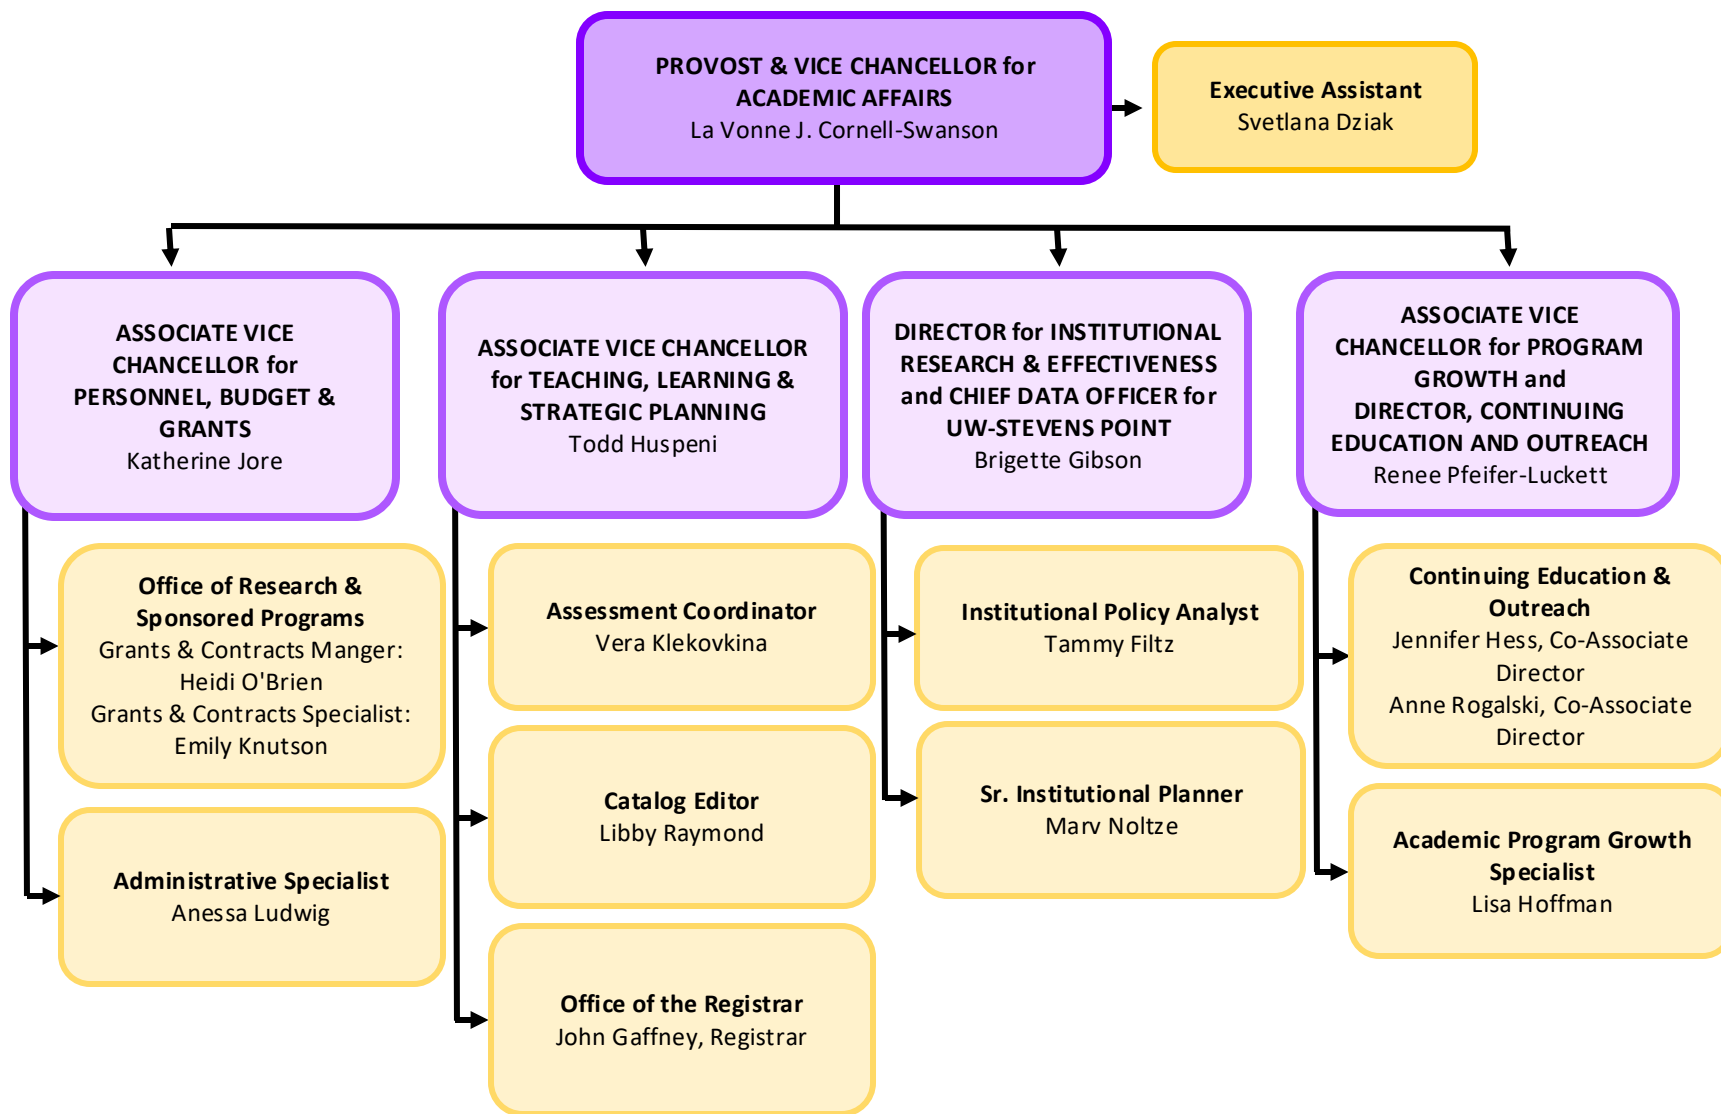 PROVOST & VICE CHANCELLOR for
ACADEMIC AFFAIRS
La Vonne J. Cornell-Swanson
Executive Assistant
Svetlana Dziak
ASSOCIATE VICE
CHANCELLOR for
PERSONNEL, BUDGET &
GRANTS
Katherine Jore
ASSOCIATE VICE CHANCELLOR
for TEACHING, LEARNING &
STRATEGIC PLANNING
Todd Huspeni
DIRECTOR for INSTITUTIONAL
RESEARCH & EFFECTIVENESS
and CHIEF DATA OFFICER for
UW-STEVENS POINT
Brigette Gibson
ASSOCIATE VICE
CHANCELLOR for PROGRAM
GROWTH and
DIRECTOR, CONTINUING
EDUCATION AND OUTREACH
Renee Pfeifer-Luckett
Office of Research &
Sponsored Programs
Grants & Contracts Manger:
Heidi O'Brien
Grants & Contracts Specialist:
Emily Knutson
Administrative Specialist
Anessa Ludwig
Assessment Coordinator
Vera Klekovkina
Catalog Editor
Libby Raymond
Office of the Registrar
John Gaffney, Registrar
Institutional Policy Analyst
Tammy Filtz
Sr. Institutional Planner
Marv Noltze
Continuing Education &
Outreach
Jennifer Hess, Co-Associate
Director
Anne Rogalski, Co-Associate
Director
Academic Program Growth
Specialist
Lisa Hoffman